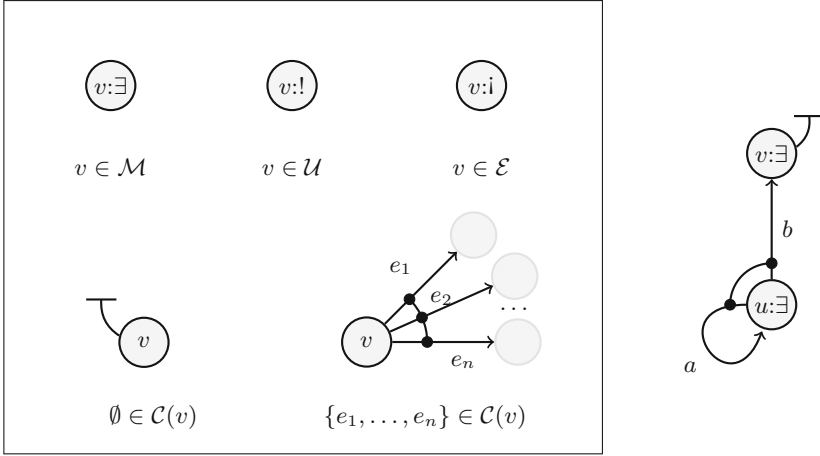 v:∃ v:! v:¡
v ∈ ℳ v ∈ 𝒰 v ∈ ℰ
e₁
e₂
...
v v
eₙ
∅ ∈ 𝒞(v) {e₁, . . . , eₙ} ∈ 𝒞(v)
v:∃
b
u:∃
a